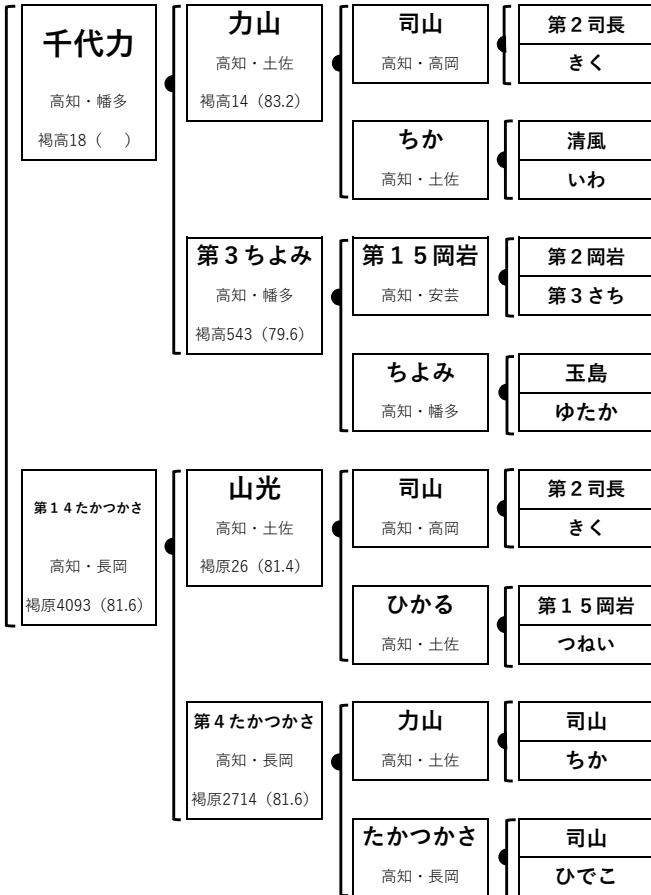 千代力
高知・幡多
褐高18（　）
力山
高知・土佐
褐高14（83.2）
司山
高知・高岡
第２司長
きく
ちか
高知・土佐
清風
いわ
第３ちよみ
高知・幡多
褐高543（79.6）
第１５岡岩
高知・安芸
第２岡岩
第３さち
ちよみ
高知・幡多
玉島
ゆたか
第１４たかつかさ
高知・長岡
褐原4093（81.6）
山光
高知・土佐
褐原26（81.4）
司山
高知・高岡
第２司長
きく
ひかる
高知・土佐
第１５岡岩
つねい
第４たかつかさ
高知・長岡
褐原2714（81.6）
力山
高知・土佐
司山
ちか
たかつかさ
高知・長岡
司山
ひでこ